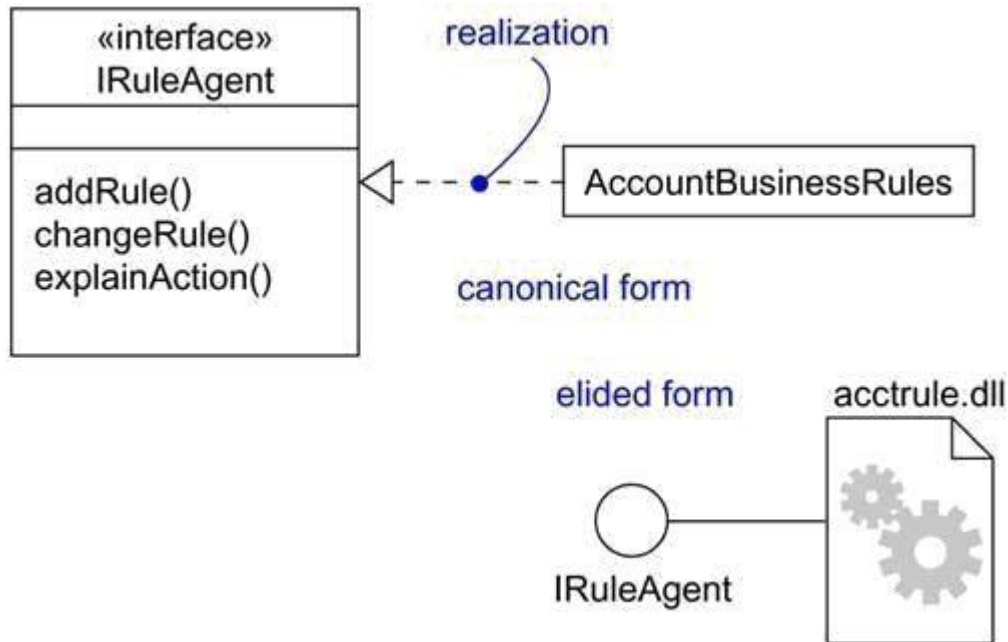 «interface»
IRuleAgent
addRule()
changeRule()
explainAction()
realization
AccountBusinessRules
canonical form
elided form
acctrule.dll
IRuleAgent